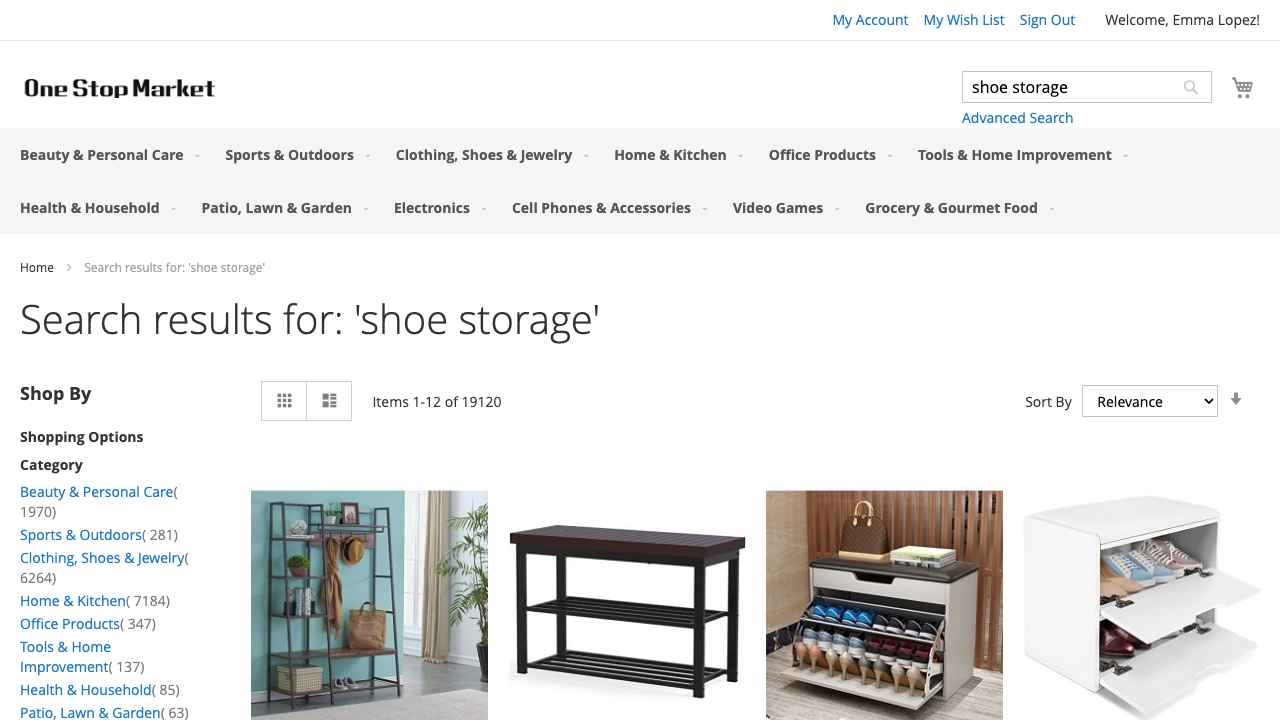 My Account My Wish List Sign Out Welcome, Emma Lopez!
One Stop Market
shoe storage
Advanced Search
Beauty & Personal Care Sports & Outdoors Clothing, Shoes & Jewelry Home & Kitchen Office Products Tools & Home Improvement
Health & Household Patio, Lawn & Garden Electronics Cell Phones & Accessories Video Games Grocery & Gourmet Food
Home Search results for: 'shoe storage'
Search results for: 'shoe storage'
Shop By
Items 1-12 of 19120
Sort By Relevance
Shopping Options
Category
Beauty & Personal Care( 
1970)
Sports & Outdoors( 281)
Clothing, Shoes & Jewelry( 
6264)
Home & Kitchen( 7184)
Office Products( 347)
Tools & Home
Improvement( 137)
Health & Household( 85)
Patio, Lawn & Garden( 63)